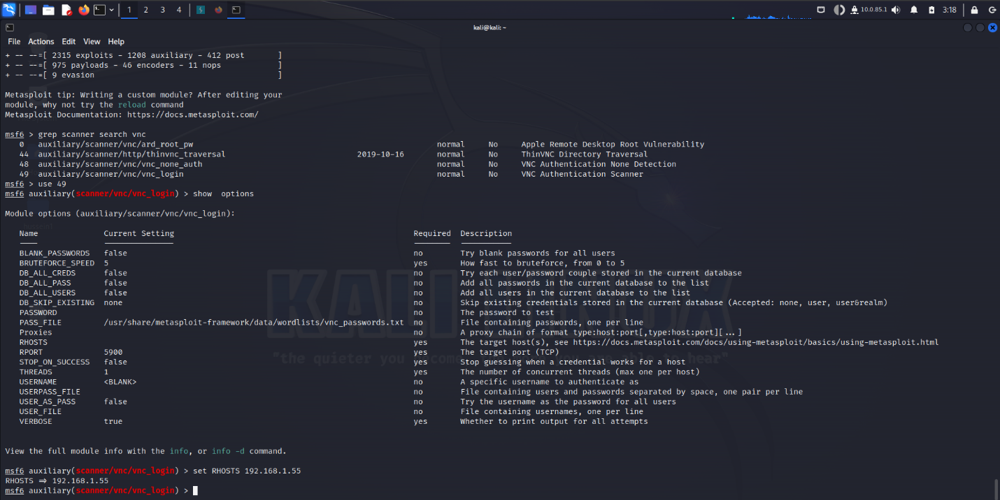 1 2 3 4 10.0.85.1 3:18
kali@kali: ~
File Actions Edit View Help
+ -- --=[ 2315 exploits - 1208 auxiliary - 412 post ]
+ -- --=[ 975 payloads - 46 encoders - 11 nops ]
+ -- --=[ 9 evasion ]
Metasploit tip: Writing a custom module? After editing your
module, why not try the reload command
Metasploit Documentation: https://docs.metasploit.com/
msf6 > grep scanner search vnc
0 auxiliary/scanner/vnc/ard_root_pw normal No Apple Remote Desktop Root Vulnerability
44 auxiliary/scanner/http/thinvnc_traversal 2019-10-16 normal No ThinVNC Directory Traversal
48 auxiliary/scanner/vnc/vnc_none_auth normal No VNC Authentication None Detection
49 auxiliary/scanner/vnc/vnc_login normal No VNC Authentication Scanner
msf6 > use 49
msf6 auxiliary(scanner/vnc/vnc_login) > show  options
Module options (auxiliary/scanner/vnc/vnc_login):
Name Current Setting Required Description
BLANK_PASSWORDS false no Try blank passwords for all users
BRUTEFORCE_SPEED 5 yes How fast to bruteforce, from 0 to 5
DB_ALL_CREDS false no Try each user/password couple stored in the current database
DB_ALL_PASS false no Add all passwords in the current database to the list
DB_ALL_USERS false no Add all users in the current database to the list
DB_SKIP_EXISTING none no Skip existing credentials stored in the current database (Accepted: none, user, user&realm)
PASSWORD no The password to test
PASS_FILE /usr/share/metasploit-framework/data/wordlists/vnc_passwords.txt no File containing passwords, one per line
Proxies no A proxy chain of format type:host:port[,type:host:port][...]
RHOSTS yes The target host(s), see https://docs.metasploit.com/docs/using-metasploit/basics/using-metasploit.html
RPORT 5900 yes The target port (TCP)
STOP_ON_SUCCESS false yes Stop guessing when a credential works for a host
THREADS 1 yes The number of concurrent threads (max one per host)
USERNAME <BLANK> no A specific username to authenticate as
USERPASS_FILE no File containing users and passwords separated by space, one pair per line
USER_AS_PASS false no Try the username as the password for all users
USER_FILE no File containing usernames, one per line
VERBOSE true yes Whether to print output for all attempts
KALI LINUX
"the quieter you become, the more you are able to hear"
View the full module info with the info, or info -d command.
msf6 auxiliary(scanner/vnc/vnc_login) > set RHOSTS 192.168.1.55
RHOSTS => 192.168.1.55
msf6 auxiliary(scanner/vnc/vnc_login) >